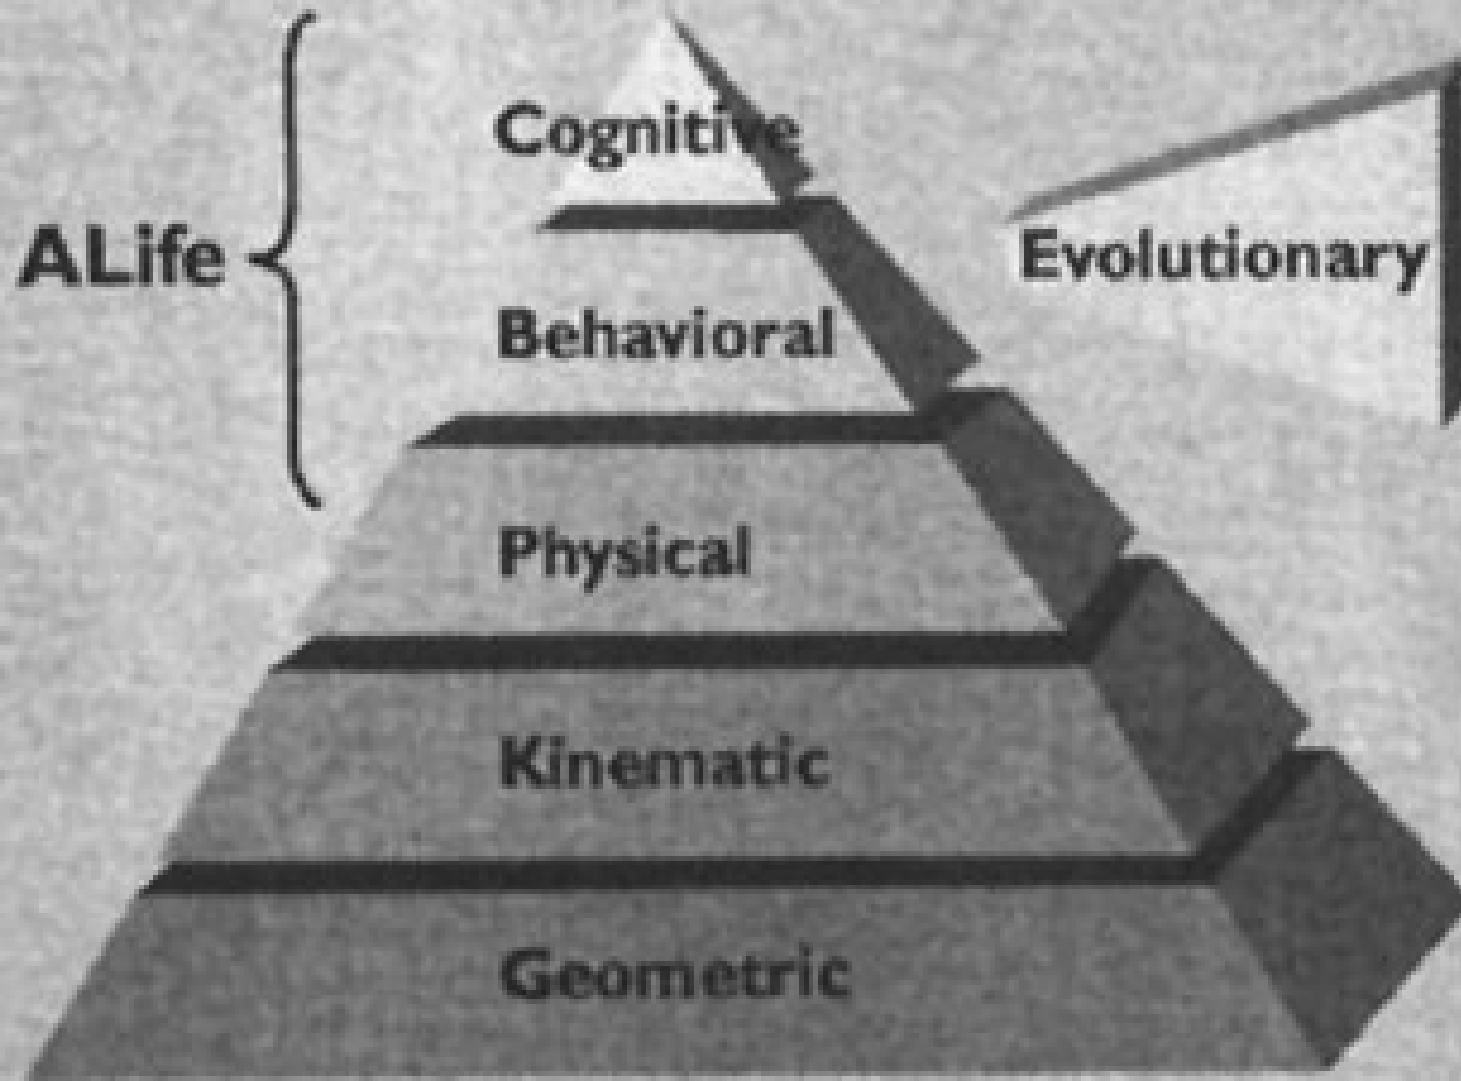 Cognitive
ALife
Evolutionary
Behavioral
Physical
Kinematic
Geometric